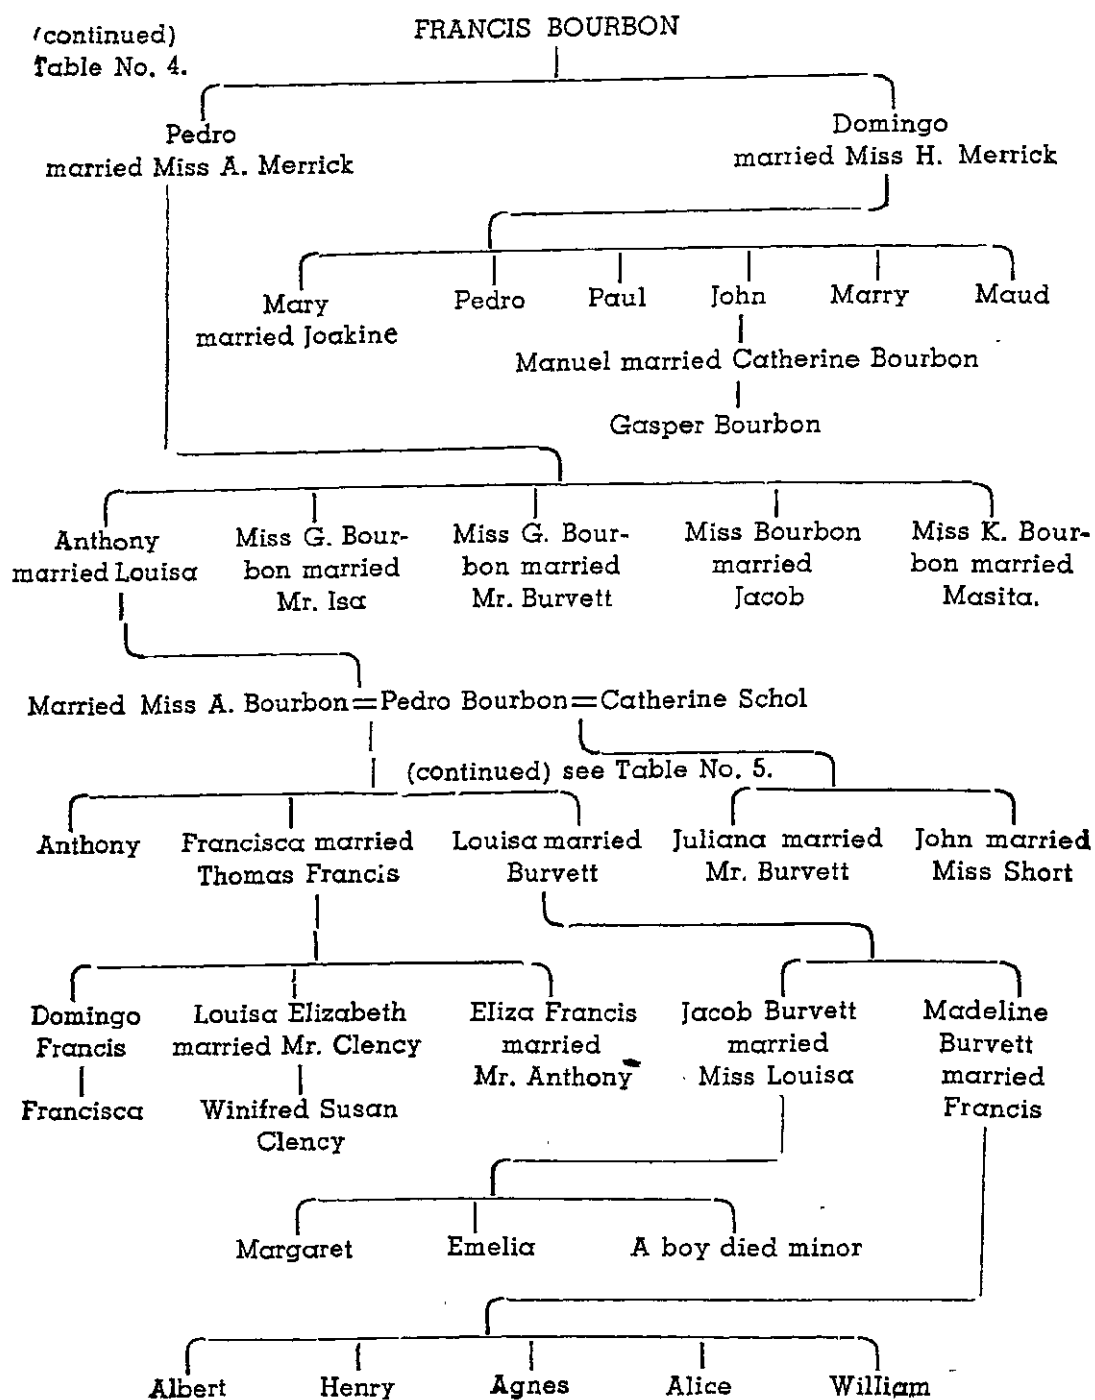 (continued)
Table No. 4.
FRANCIS BOURBON
Pedro
married Miss A. Merrick
Domingo
married Miss H. Merrick
Mary
married Joakine
Pedro
Paul
John
Marry
Maud
Manuel married Catherine Bourbon
Gasper Bourbon
Anthony
married Louisa
Miss G. Bour-
bon married
Mr. Isa
Miss G. Bour-
bon married
Mr. Burvett
Miss Bourbon
married
Jacob
Miss K. Bour-
bon married
Masita.
Married Miss A. Bourbon=Pedro Bourbon=Catherine Schol
(continued) see Table No. 5.
Anthony
Francisca married
Thomas Francis
Louisa married
Burvett
Juliana married
Mr. Burvett
John married
Miss Short
Domingo
Francis
Louisa Elizabeth
married Mr. Clency
Eliza Francis
married
Mr. Anthony
Jacob Burvett
married
Miss Louisa
Madeline
Burvett
married
Francis
Francisca
Winifred Susan
Clency
Margaret
Emelia
A boy died minor
Albert
Henry
Agnes
Alice
William